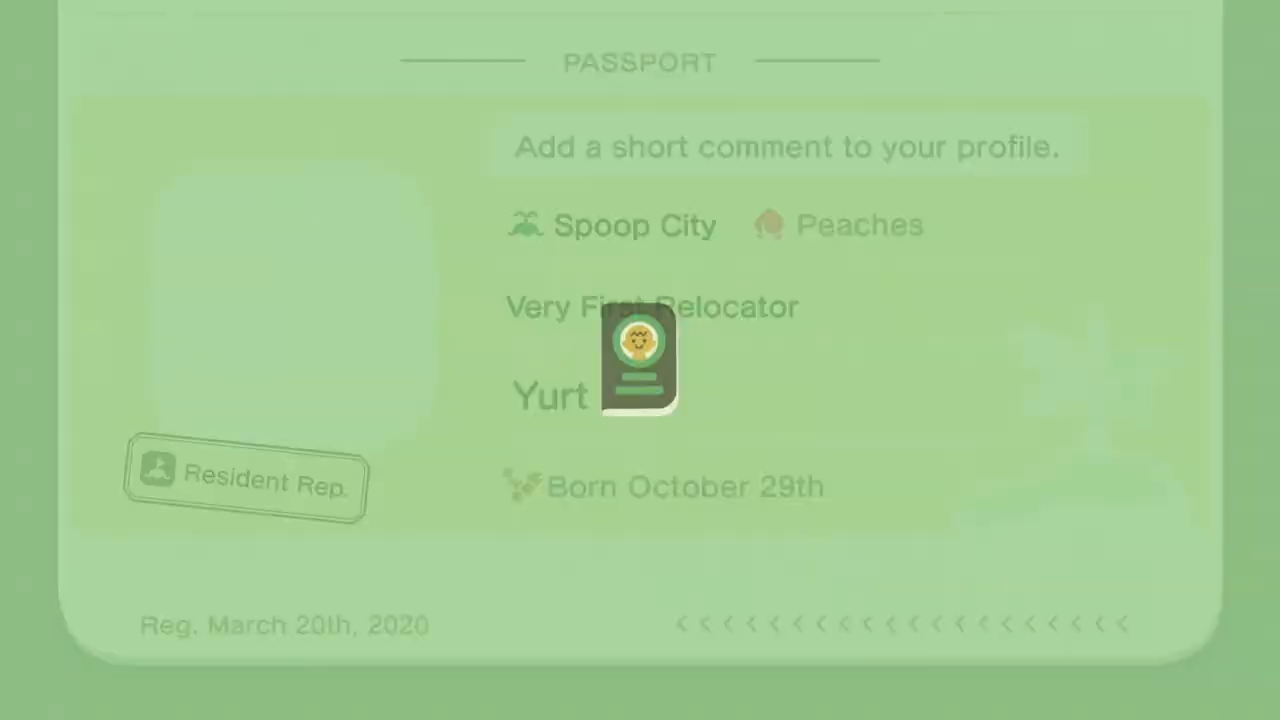 PASSPORT
Add a short comment to your profile.
Spoop City Peaches
Very First Relocator
Yurt
Born October 29th
Resident Rep.
Reg. March 20th, 2020
< < < < < < < < < < < < < < < < < < < <